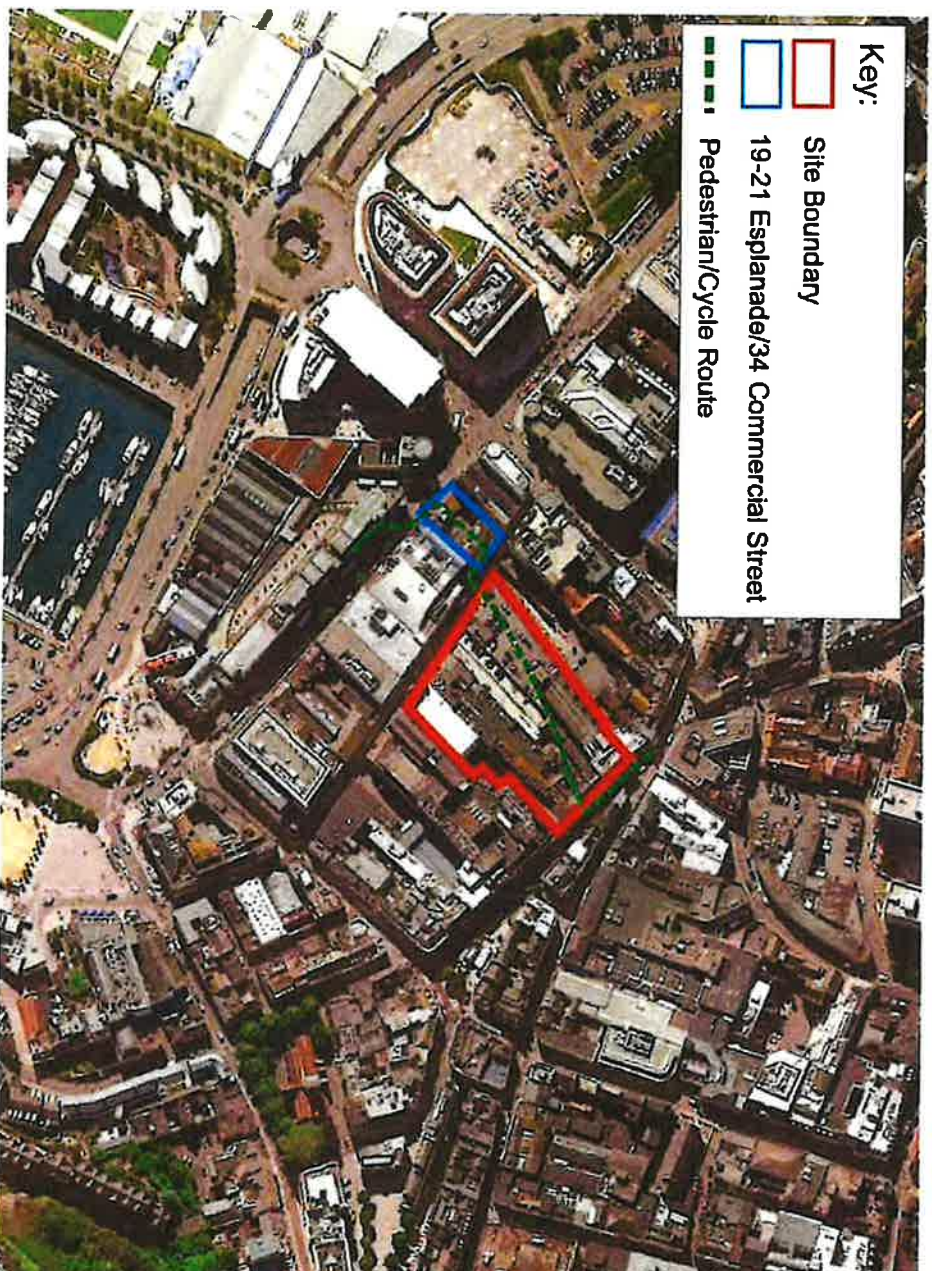 Key:
Site Boundary
19-21 Esplanade/34 Commercial Street
Pedestrian/Cycle Route